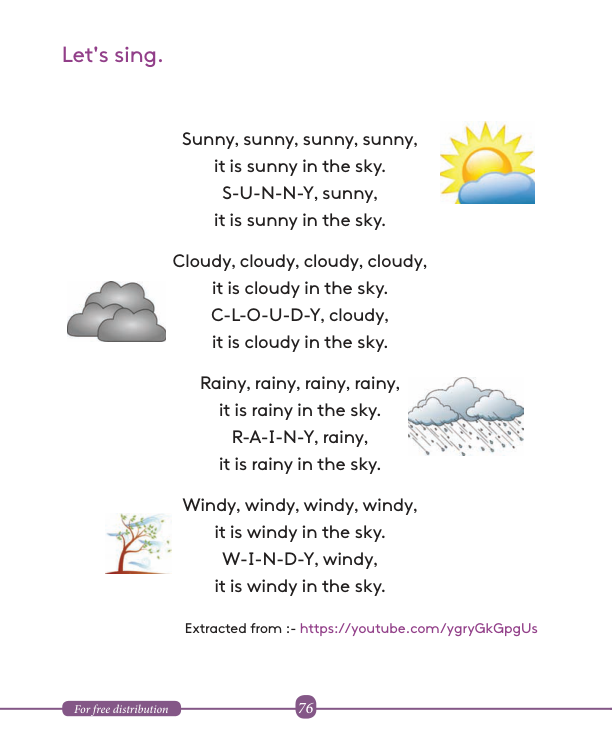 Let's sing.
Sunny, sunny, sunny, sunny,
it is sunny in the sky.
S-U-N-N-Y, sunny,
it is sunny in the sky.
Cloudy, cloudy, cloudy, cloudy,
it is cloudy in the sky.
C-L-O-U-D-Y, cloudy,
it is cloudy in the sky.
Rainy, rainy, rainy, rainy,
it is rainy in the sky.
R-A-I-N-Y, rainy,
it is rainy in the sky.
Windy, windy, windy, windy,
it is windy in the sky.
W-I-N-D-Y, windy,
it is windy in the sky.
Extracted from :- https://youtube.com/ygryGkGpgUs
For free distribution
76